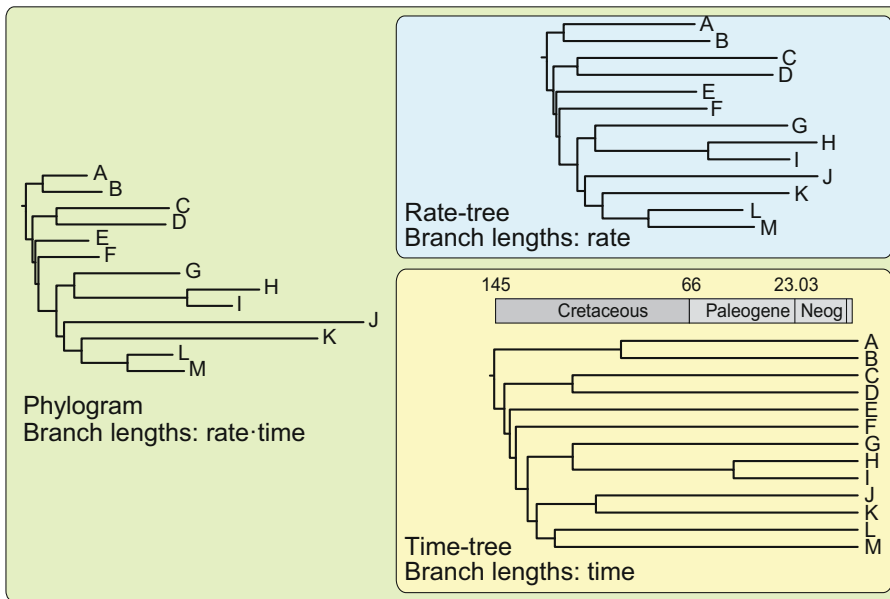 A
B
C
D
E
F
G
H
I
J
K
L
M
Phylogram
Branch lengths: rate·time
A
B
C
D
E
F
G
H
I
J
K
L
M
Rate-tree
Branch lengths: rate
145 66 23.03
Cretaceous Paleogene Neog
A
B
C
D
E
F
G
H
I
J
K
L
M
Time-tree
Branch lengths: time